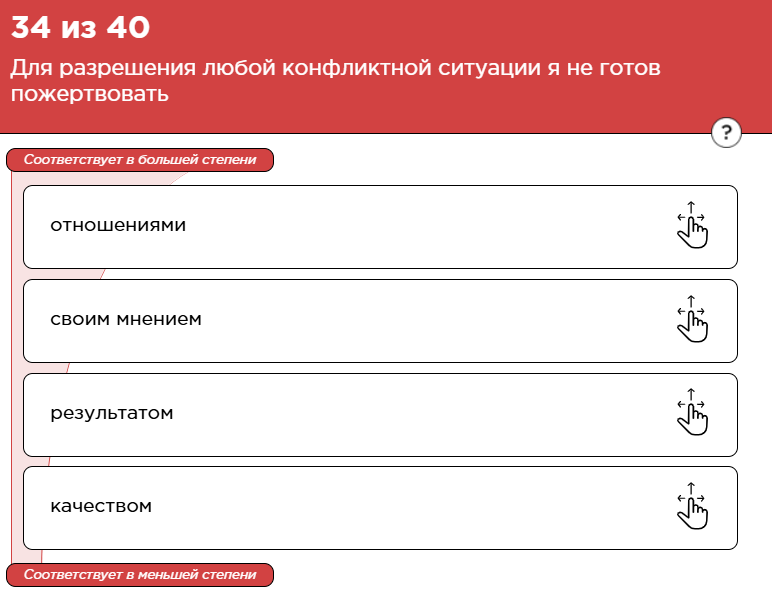 34 из 40
Для разрешения любой конфликтной ситуации я не готов
пожертвовать
?
Соответствует в большей степени
отношениями
своим мнением
результатом
качеством
Соответствует в меньшей степени